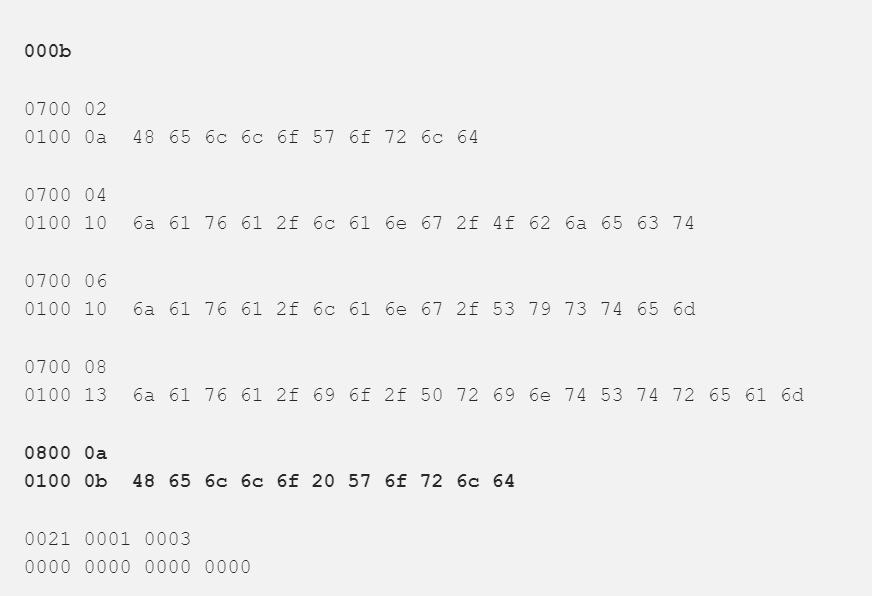 000b
0700 02
0100 0a 48 65 6c 6c 6f 57 6f 72 6c 64
0700 04
0100 10 6a 61 76 61 2f 6c 61 6e 67 2f 4f 62 6a 65 63 74
0700 06
0100 10 6a 61 76 61 2f 6c 61 6e 67 2f 53 79 73 74 65 6d
0700 08
0100 13 6a 61 76 61 2f 69 6f 2f 50 72 69 6e 74 53 74 72 65 61 6d
0800 0a
0100 0b 48 65 6c 6c 6f 20 57 6f 72 6c 64
0021 0001 0003
0000 0000 0000 0000